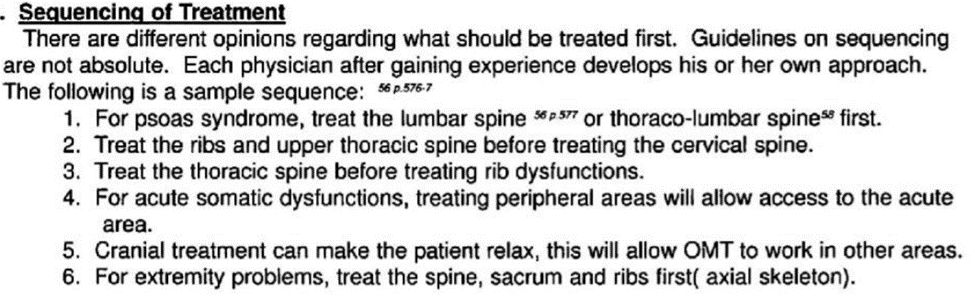 . Sequencing of Treatment
There are different opinions regarding what should be treated first. Guidelines on sequencing
are not absolute. Each physician after gaining experience develops his or her own approach.
The following is a sample sequence: 56 p.576-7
1. For psoas syndrome, treat the lumbar spine 56 p 577 or thoraco-lumbar spine58 first.
2. Treat the ribs and upper thoracic spine before treating the cervical spine.
3. Treat the thoracic spine before treating rib dysfunctions.
4. For acute somatic dysfunctions, treating peripheral areas will allow access to the acute
area.
5. Cranial treatment can make the patient relax, this will allow OMT to work in other areas.
6. For extremity problems, treat the spine, sacrum and ribs first( axial skeleton).